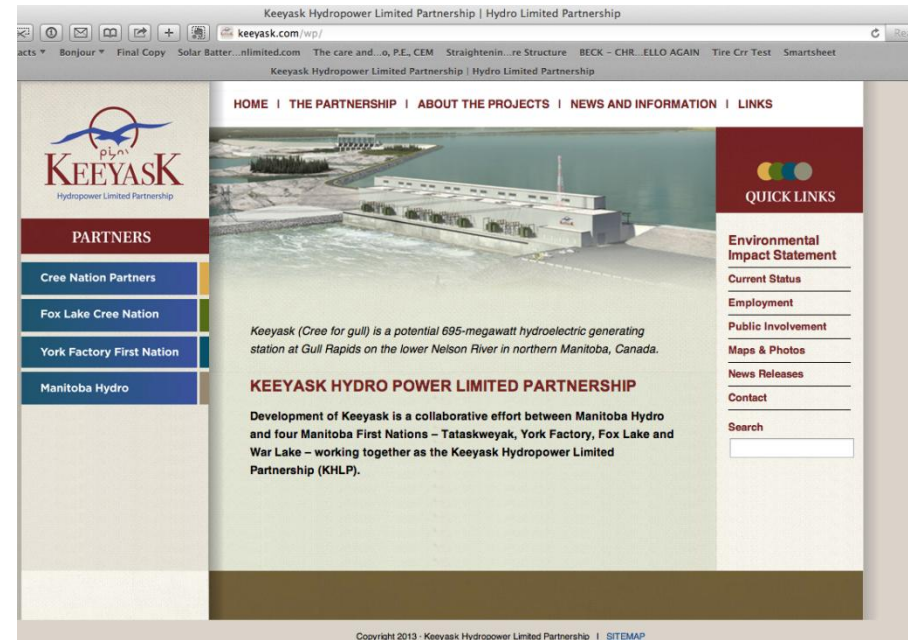 Keeyask Hydropower Limited Partnership | Hydro Limited Partnership
keeyask.com/wp/
acts Bonjour Final Copy Solar Batter...nlimited.com The care and...o, P.E., CEM Straightenin...re Structure BECK – CHR...ELLO AGAIN Tire Crr Test Smartsheet
Keeyask Hydropower Limited Partnership | Hydro Limited Partnership
HOME | THE PARTNERSHIP | ABOUT THE PROJECTS | NEWS AND INFORMATION | LINKS
KEEYASK
Hydropower Limited Partnership
PARTNERS
Cree Nation Partners
Fox Lake Cree Nation
York Factory First Nation
Manitoba Hydro
Keeyask (Cree for gull) is a potential 695-megawatt hydroelectric generating
station at Gull Rapids on the lower Nelson River in northern Manitoba, Canada.
KEEYASK HYDRO POWER LIMITED PARTNERSHIP
Development of Keeyask is a collaborative effort between Manitoba Hydro
and four Manitoba First Nations – Tataskweyak, York Factory, Fox Lake and
War Lake – working together as the Keeyask Hydropower Limited
Partnership (KHLP).
QUICK LINKS
Environmental
Impact Statement
Current Status
Employment
Public Involvement
Maps & Photos
News Releases
Contact
Search
Copyright 2013 · Keeyask Hydropower Limited Partnership | SITEMAP